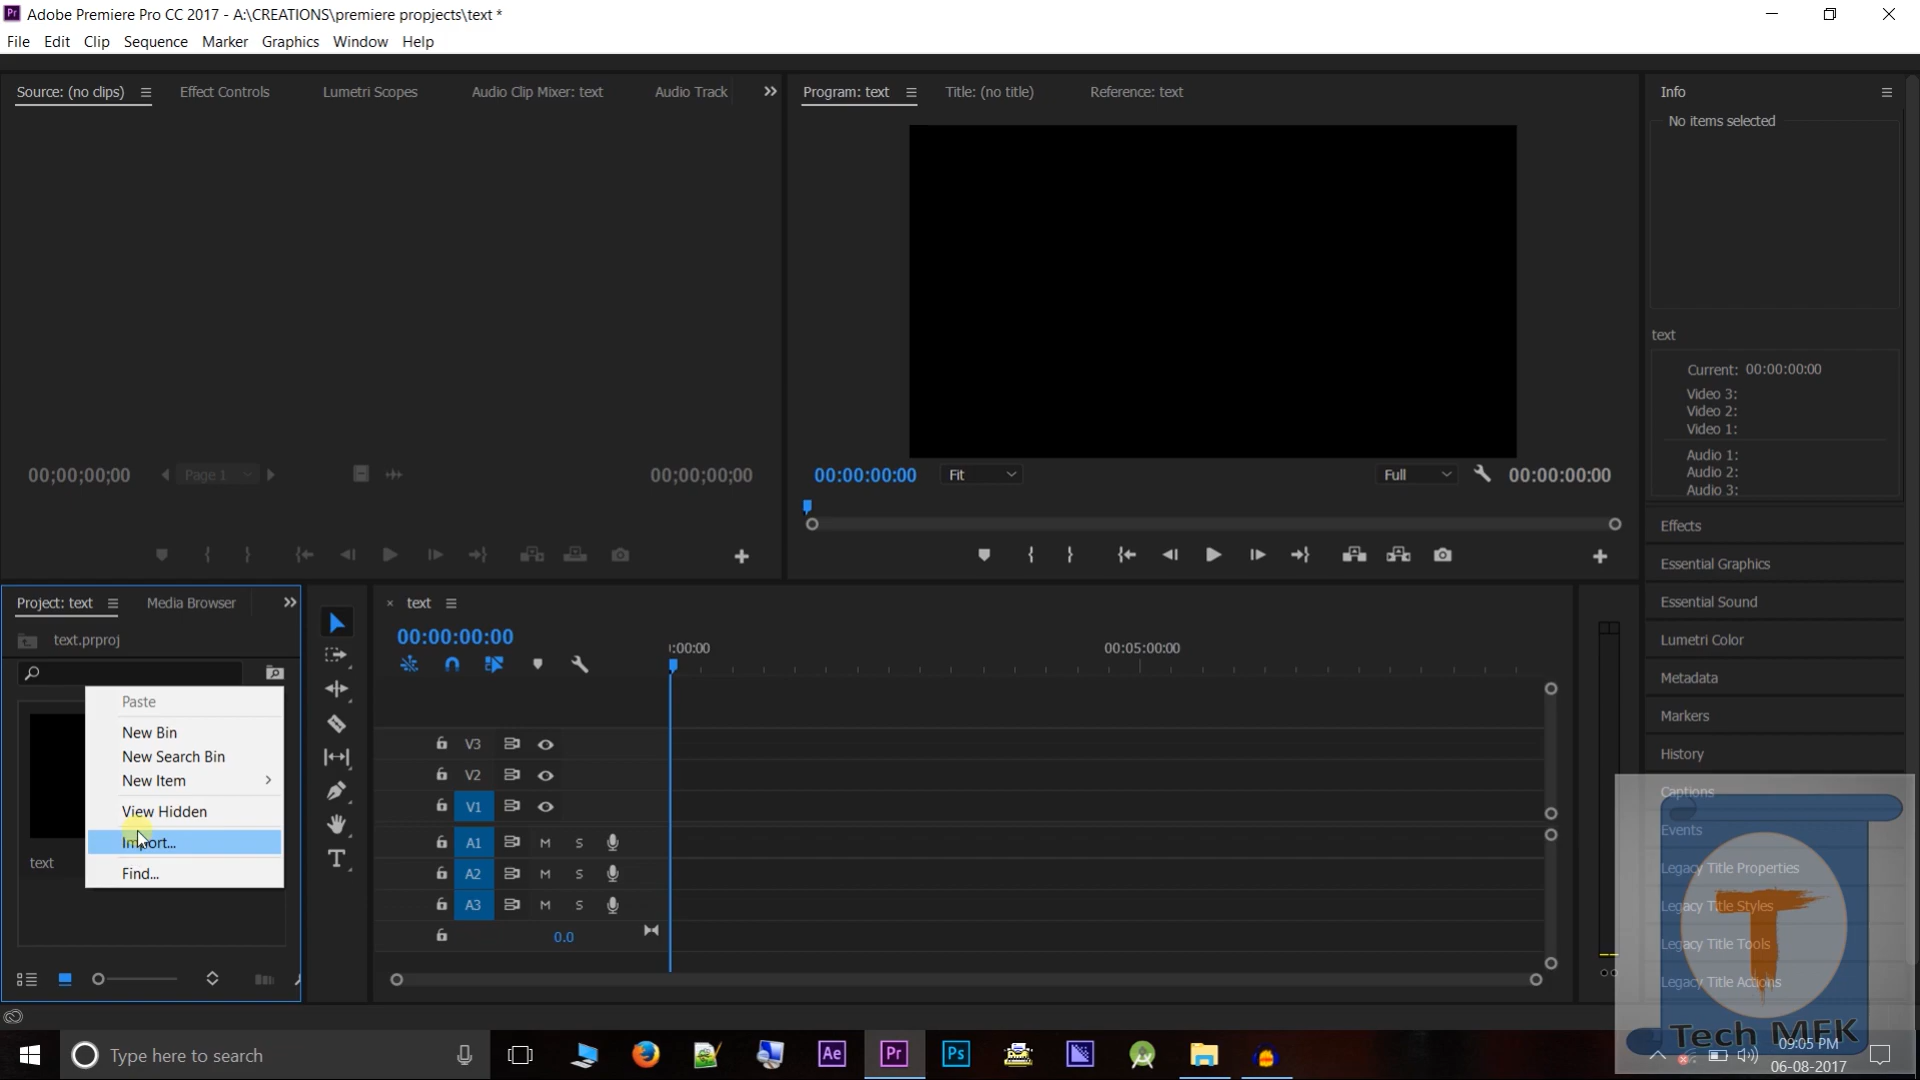 Adobe Premiere Pro CC 2017 - A:\CREATIONS\premiere propjects\text *
File Edit Clip Sequence Marker Graphics Window Help
Source: (no clips) Effect Controls Lumetri Scopes Audio Clip Mixer: text Audio Track
Program: text Title: (no title) Reference: text
Info
No items selected
text
Current: 00:00:00:00
Video 3:
Video 2:
Video 1:
Audio 1:
Audio 2:
Audio 3:
00;00;00;00 Page 1 00;00;00;00
00:00:00:00 Fit Full 00:00:00:00
Effects
Essential Graphics
Essential Sound
Lumetri Color
Metadata
Markers
History
Captions
Events
Legacy Title Properties
Legacy Title Styles
Legacy Title Tools
Legacy Title Actions
Project: text Media Browser
text.prproj
Paste
New Bin
New Search Bin
New Item
View Hidden
Import...
Find...
text
text
00:00:00:00
:00:00 00:05:00:00
V3
V2
V1
A1 M S
A2 M S
A3 M S
0.0
T
T
Tech MFK
Type here to search
Ae Pr Ps
09:05 PM
06-08-2017